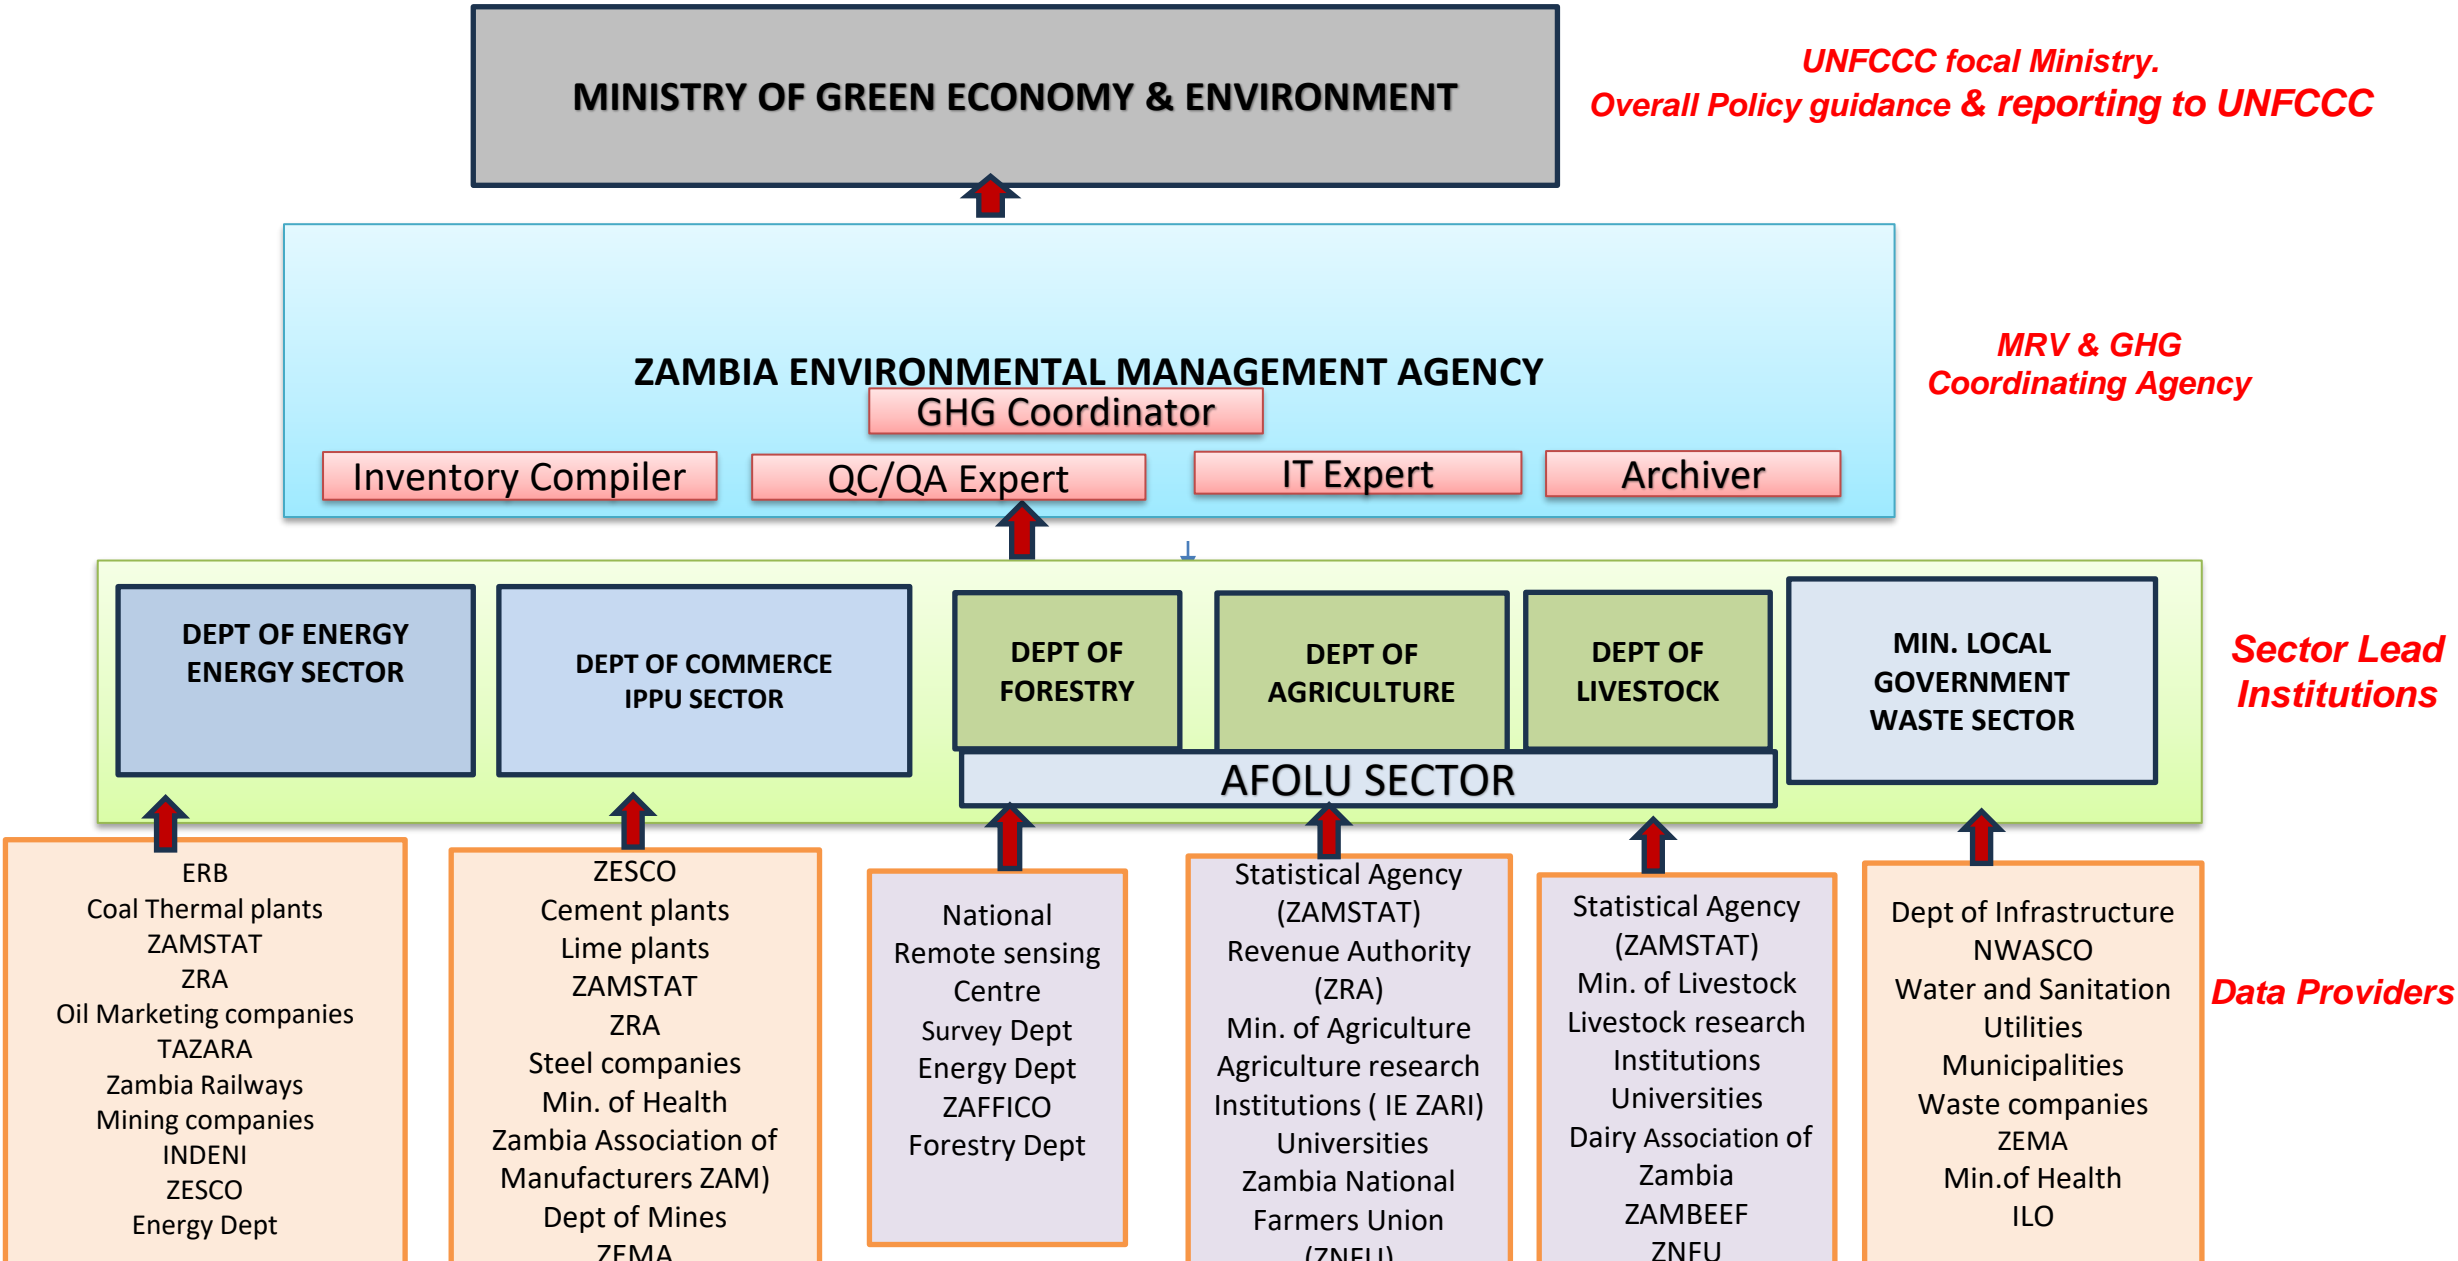 MINISTRY OF GREEN ECONOMY & ENVIRONMENT
UNFCCC focal Ministry.
Overall Policy guidance & reporting to UNFCCC
ZAMBIA ENVIRONMENTAL MANAGEMENT AGENCY
GHG Coordinator
Inventory Compiler
QC/QA Expert
IT Expert
Archiver
MRV & GHG
Coordinating Agency
DEPT OF ENERGY
ENERGY SECTOR
DEPT OF COMMERCE
IPPU SECTOR
DEPT OF
FORESTRY
DEPT OF
AGRICULTURE
DEPT OF
LIVESTOCK
AFOLU SECTOR
MIN. LOCAL
GOVERNMENT
WASTE SECTOR
Sector Lead
Institutions
ERB
Coal Thermal plants
ZAMSTAT
ZRA
Oil Marketing companies
TAZARA
Zambia Railways
Mining companies
INDENI
ZESCO
Energy Dept
ZESCO
Cement plants
Lime plants
ZAMSTAT
ZRA
Steel companies
Min. of Health
Zambia Association of
Manufacturers ZAM)
Dept of Mines
ZEMA
National
Remote sensing
Centre
Survey Dept
Energy Dept
ZAFFICO
Forestry Dept
Statistical Agency
(ZAMSTAT)
Revenue Authority
(ZRA)
Min. of Agriculture
Agriculture research
Institutions ( IE ZARI)
Universities
Zambia National
Farmers Union
(ZNFU)
Statistical Agency
(ZAMSTAT)
Min. of Livestock
Livestock research
Institutions
Universities
Dairy Association of
Zambia
ZAMBEEF
ZNFU
Dept of Infrastructure
NWASCO
Water and Sanitation
Utilities
Municipalities
Waste companies
ZEMA
Min.of Health
ILO
Data Providers